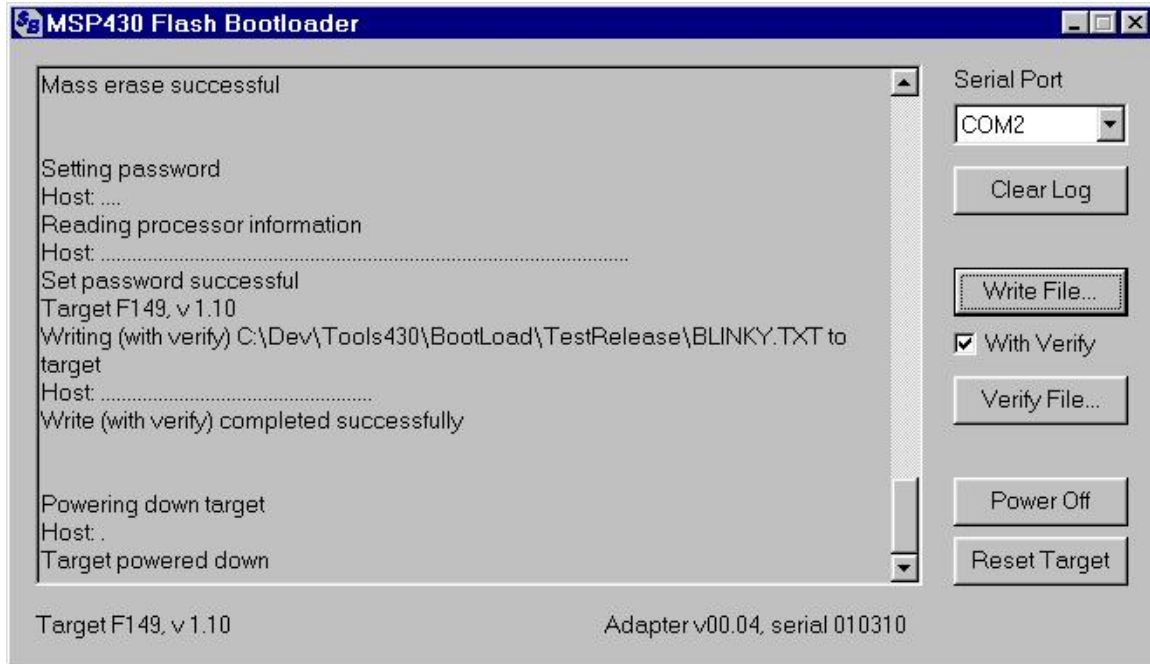 MSP430 Flash Bootloader
Mass erase successful
Setting password
Host: ....
Reading processor information
Host: ....................................................................................................
Set password successful
Target F149, v 1.10
Writing (with verify) C:\Dev\Tools430\BootLoad\TestRelease\BLINKY.TXT to
target
Host: ...................................................
Write (with verify) completed successfully
Powering down target
Host: .
Target powered down
Serial Port
COM2
Clear Log
Write File...
With Verify
Verify File...
Power Off
Reset Target
Target F149, v 1.10
Adapter v00.04, serial 010310